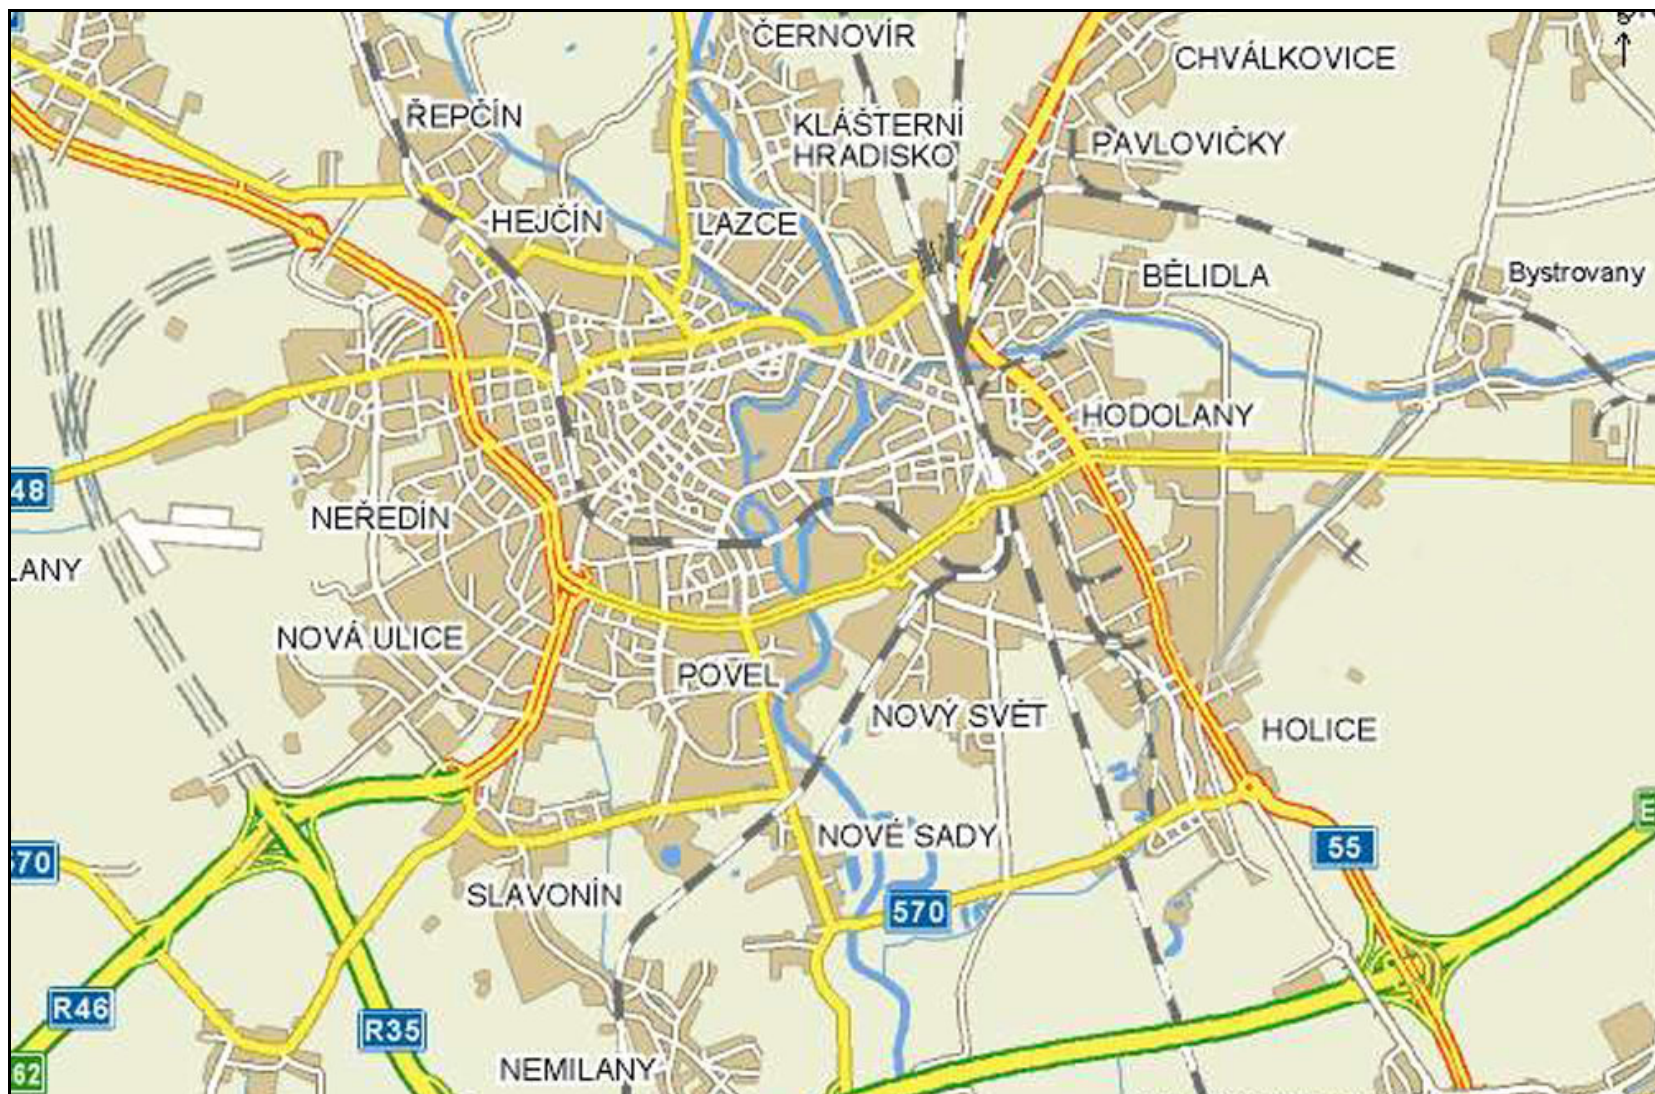 ČERNOVÍR
CHVÁLKOVICE
ŘEPČÍN
KLÁŠTERNÍ
HRADISKO
PAVLOVIČKY
HEJČÍN
LAZCE
BĚLIDLA
Bystrovany
HODOLANY
48
NEŘEDÍN
LANY
NOVÁ ULICE
POVEL
NOVÝ SVĚT
HOLICE
NOVÉ SADY
55
570
SLAVONÍN
570
R46
R35
NEMILANY
62
E